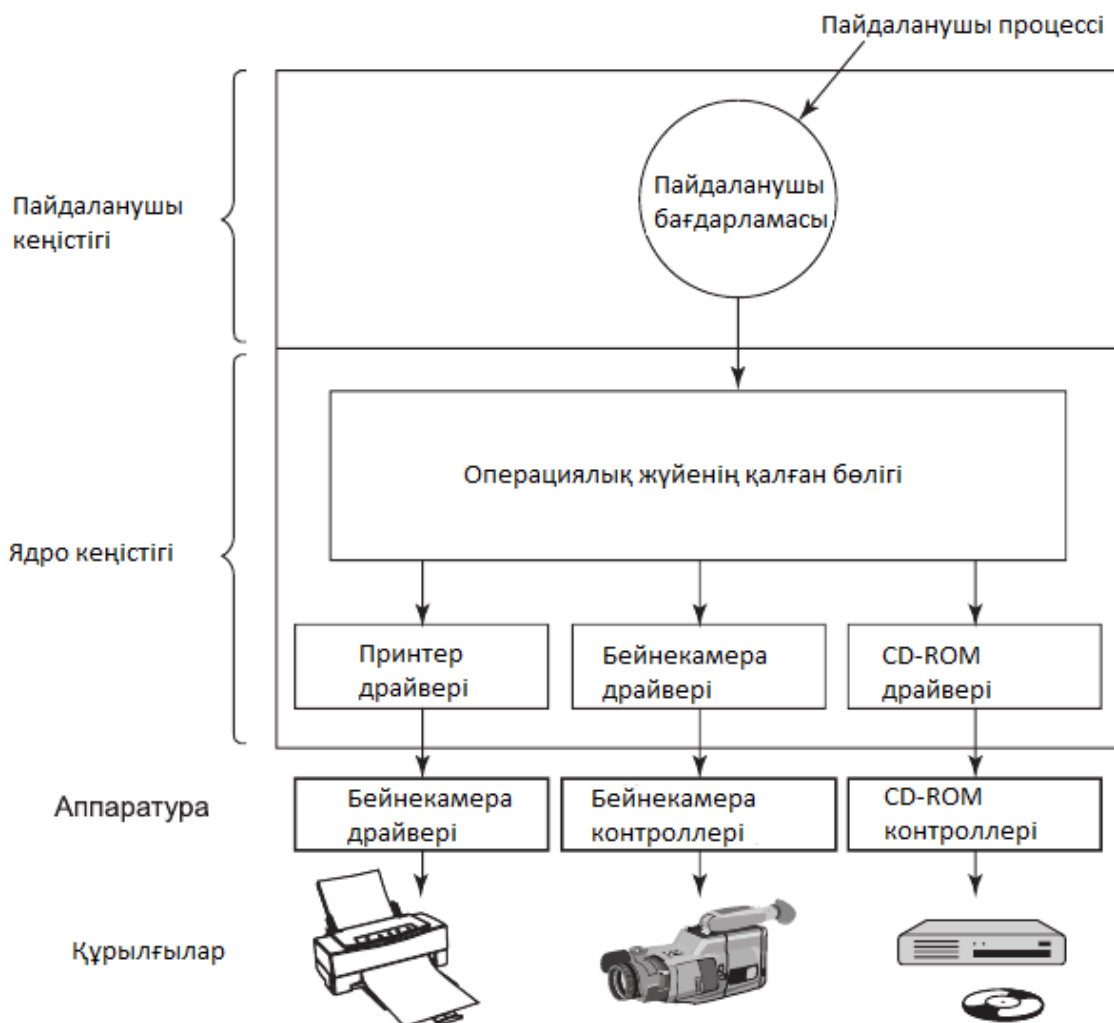 Пайдаланушы процессі
Пайдаланушы
бағдарламасы
Пайдаланушы
кеңістігі
Операциялық жүйенің қалған бөлігі
Ядро кеңістігі
Принтер
драйвері
Бейнекамера
драйвері
CD-ROM
драйвері
Аппаратура
Бейнекамера
драйвері
Бейнекамера
контроллері
CD-ROM
контроллері
Құрылғылар